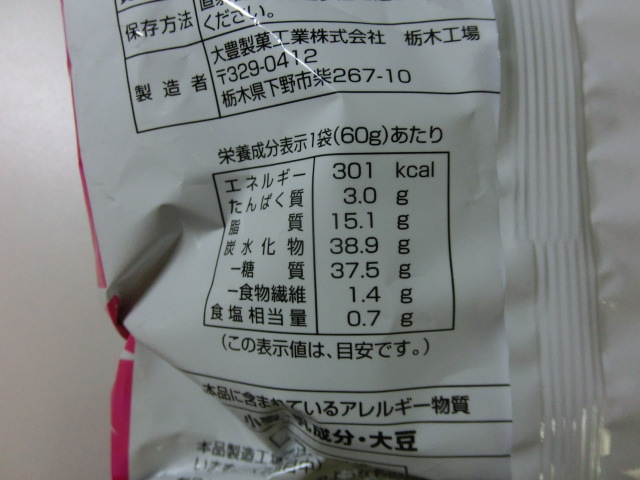 保存方法
ください。
製造者
大豊製菓工業株式会社 栃木工場
〒329-0412
栃木県下野市柴267-10
栄養成分表示1袋(60g)あたり
エネルギー 301 kcal
たんぱく質 3.0 g
脂質 15.1 g
炭水化物 38.9 g
−糖質 37.5 g
−食物繊維 1.4 g
食塩相当量 0.7 g
(この表示値は、目安です。)
本品に含まれているアレルギー物質
乳成分・大豆
本品製造工